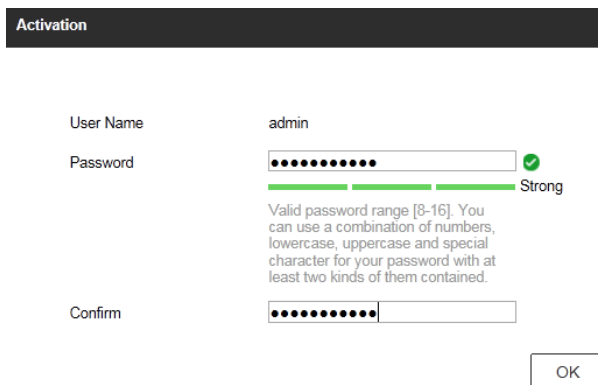 Activation
User Name admin
Password ●●●●●●●●●●●
Strong
Valid password range [8-16]. You
can use a combination of numbers,
lowercase, uppercase and special
character for your password with at
least two kinds of them contained.
Confirm ●●●●●●●●●●●
OK